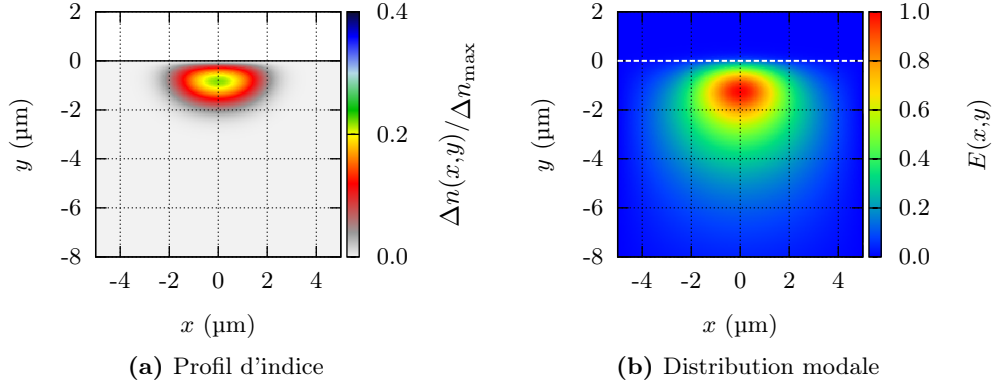 2
0
-2
-4
-6
-8
y (µm)
-4 -2 0 2 4
x (µm)
0.4
0.2
0.0
Δn(x,y)/Δn_max
(a) Profil d'indice
2
0
-2
-4
-6
-8
y (µm)
-4 -2 0 2 4
x (µm)
1.0
0.8
0.6
0.4
0.2
0.0
E(x,y)
(b) Distribution modale